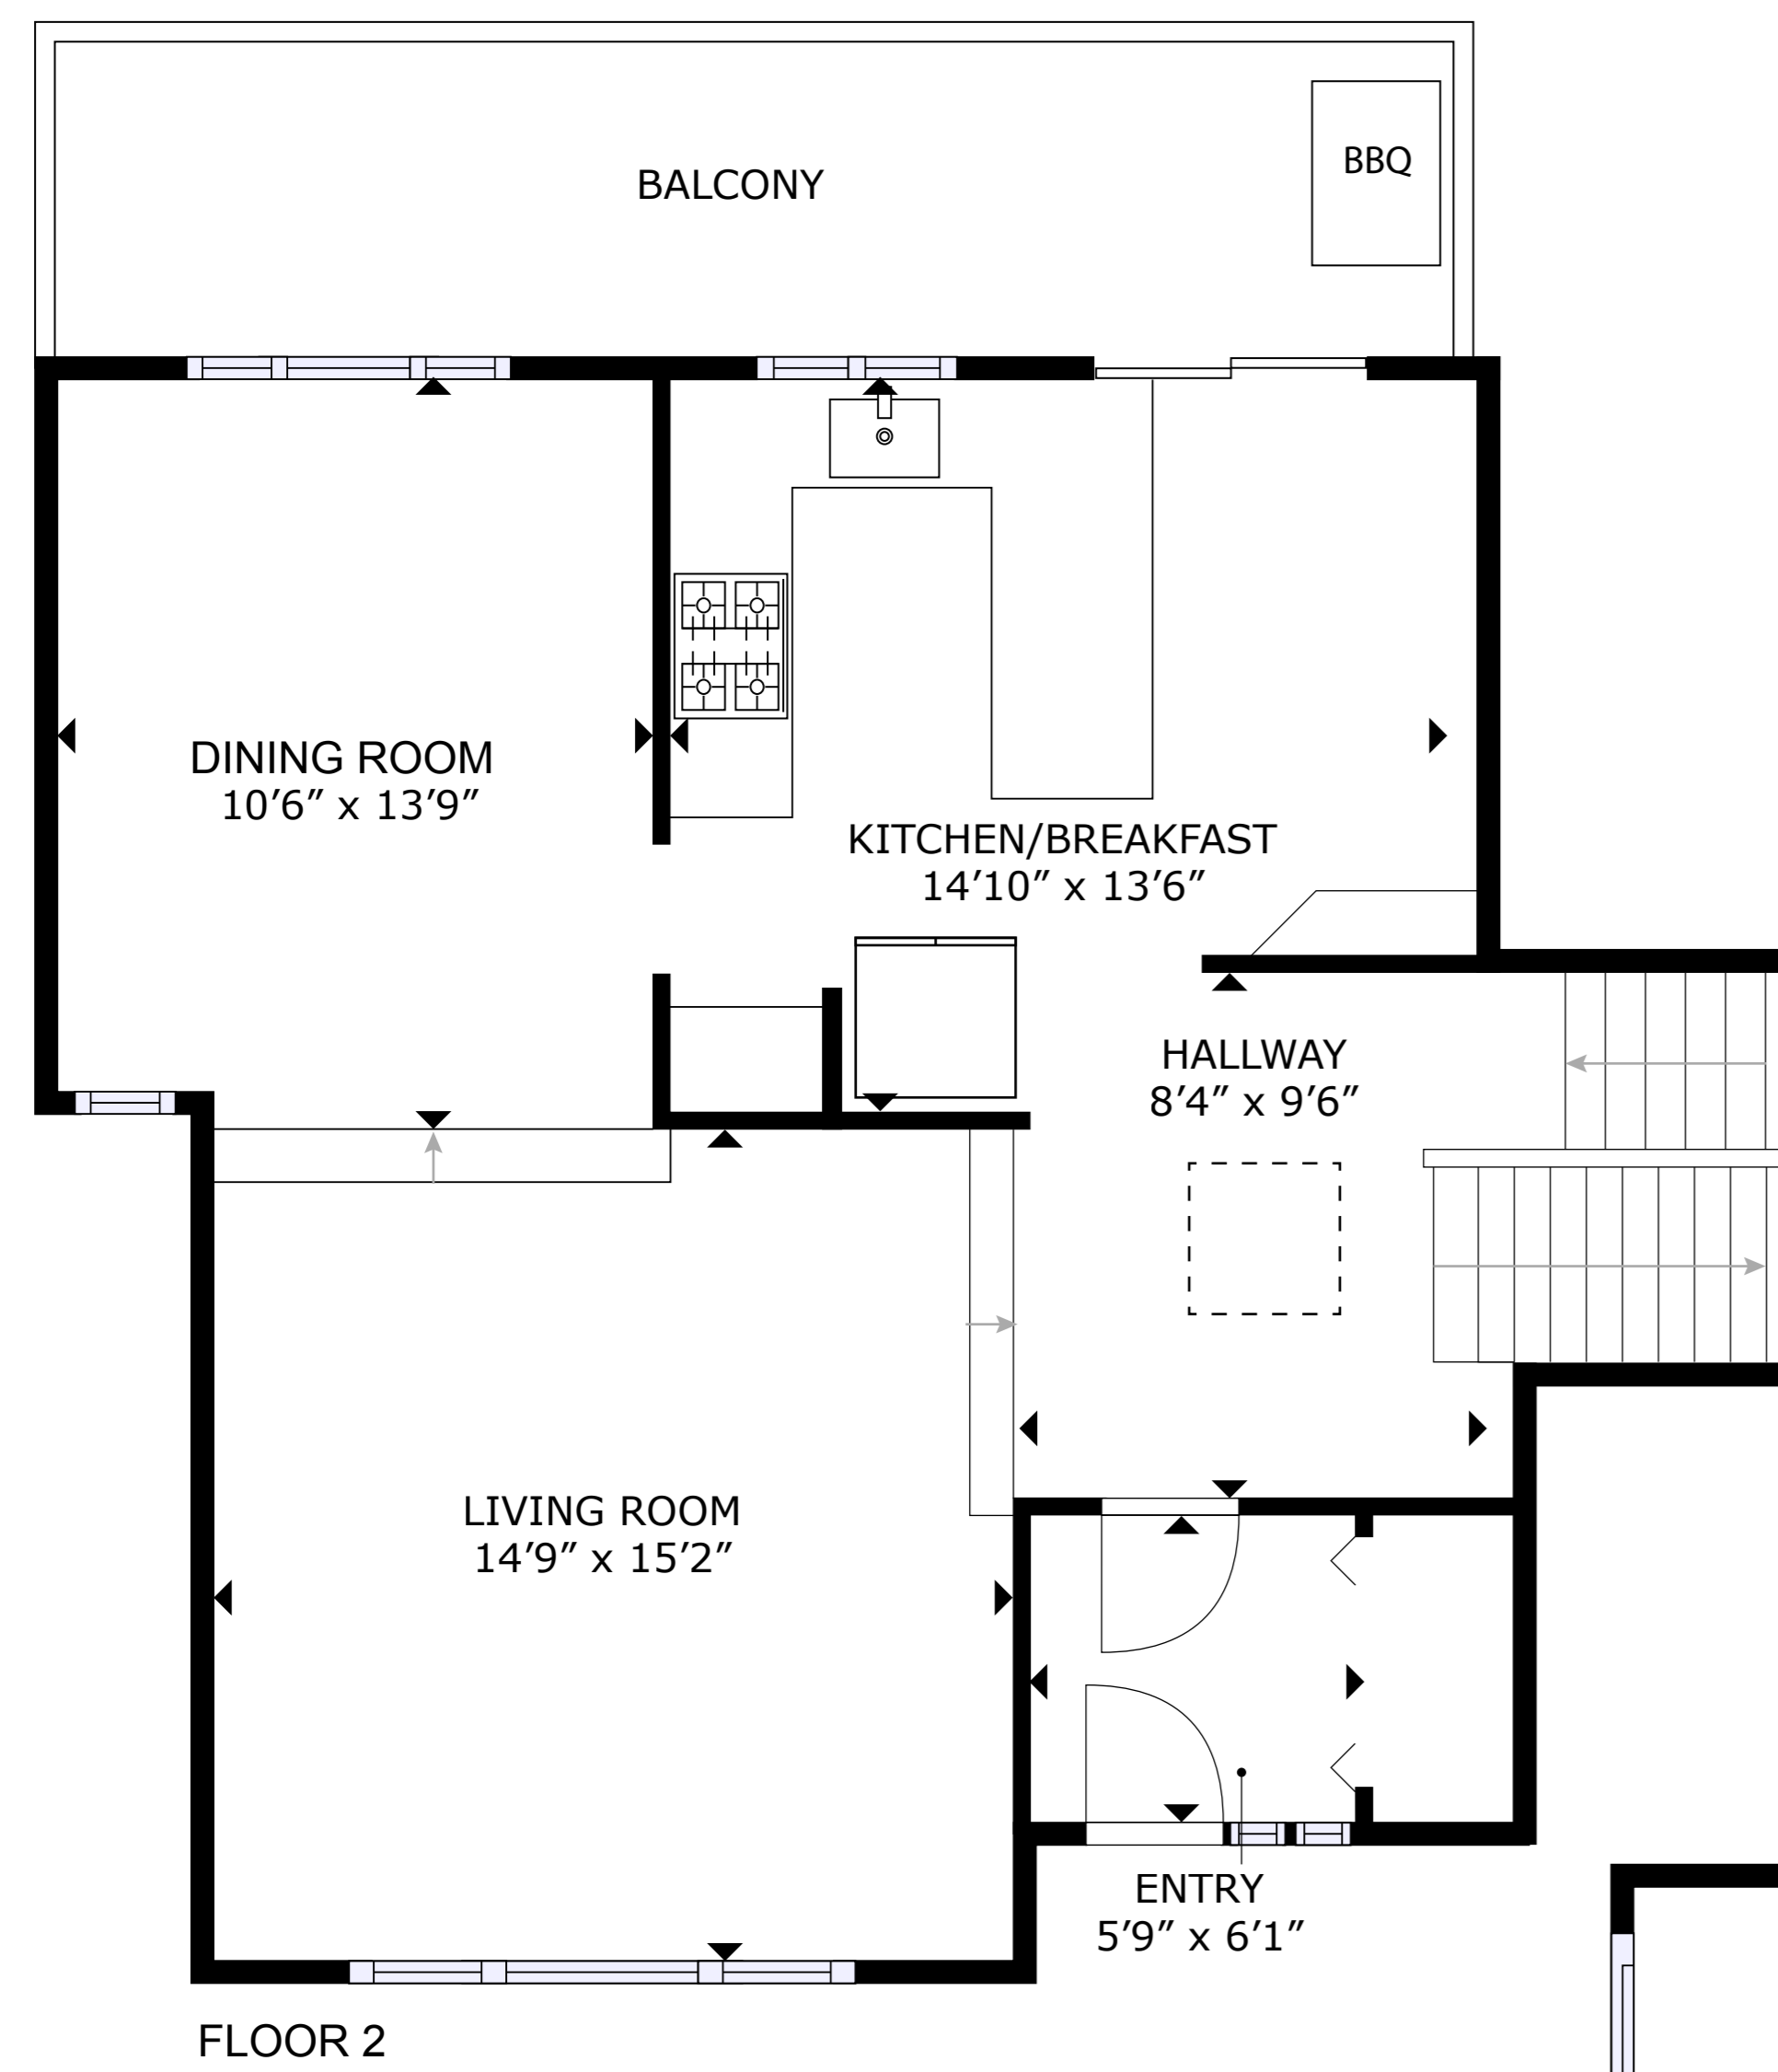 BALCONY
BBQ
DINING ROOM
10′6″ x 13′9″
KITCHEN/BREAKFAST
14′10″ x 13′6″
HALLWAY
8′4″ x 9′6″
LIVING ROOM
14′9″ x 15′2″
ENTRY
5′9″ x 6′1″
FLOOR 2